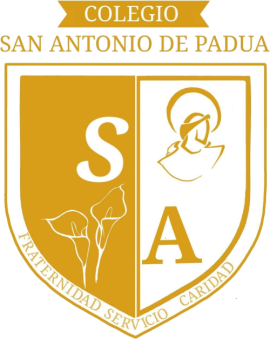 COLEGIO
SAN ANTONIO DE PADUA
S
A
FRATERNIDAD SERVICIO CARIDAD